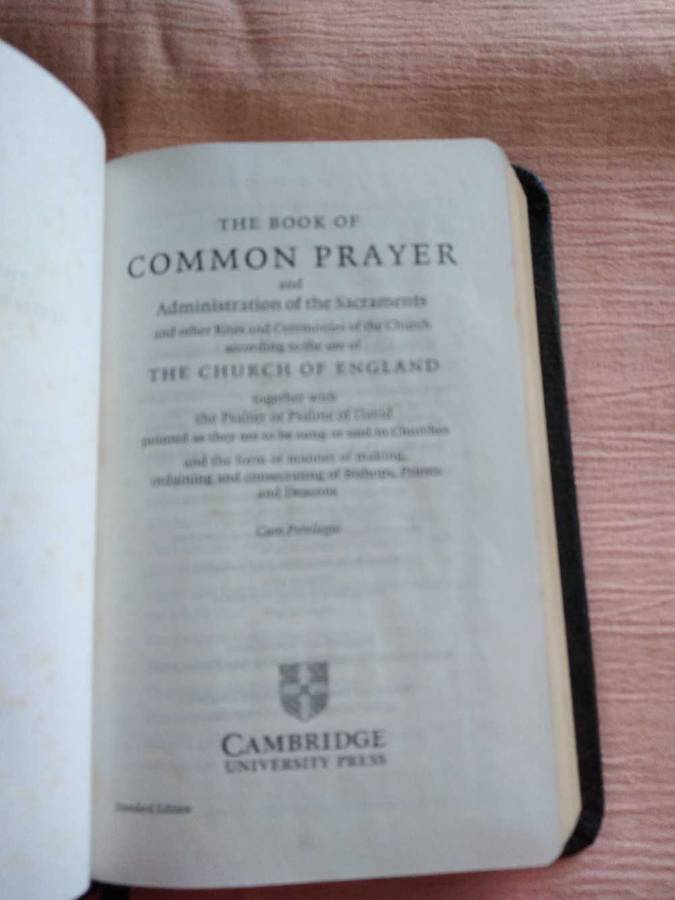 THE BOOK OF
COMMON PRAYER
and
Administration of the Sacraments
and other Rites and Ceremonies of the Church
according to the use of
THE CHURCH OF ENGLAND
together with
the Psalter or Psalms of David
pointed as they are to be sung or said in Churches
and the form or manner of making,
ordaining and consecrating of Bishops, Priests
and Deacons
Cum Privilegio
CAMBRIDGE
UNIVERSITY PRESS
Standard Edition